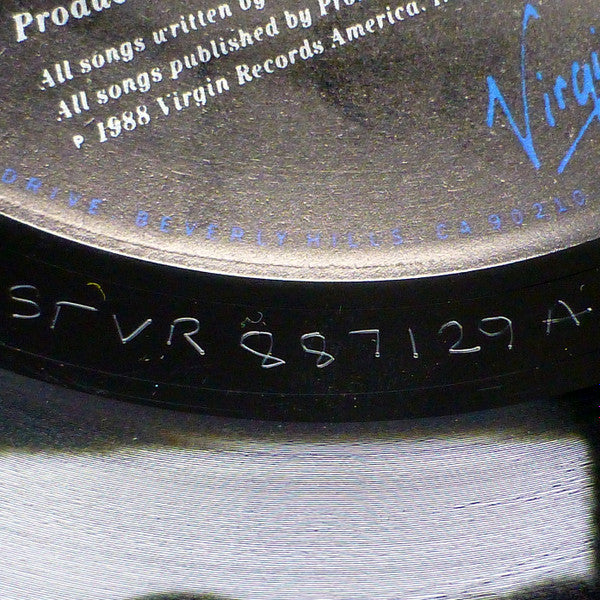 All songs written by
All songs published by
℗ 1988 Virgin Records America.
Virgin
DRIVE BEVERLY HILLS, CA 90210
STVR 887129 A